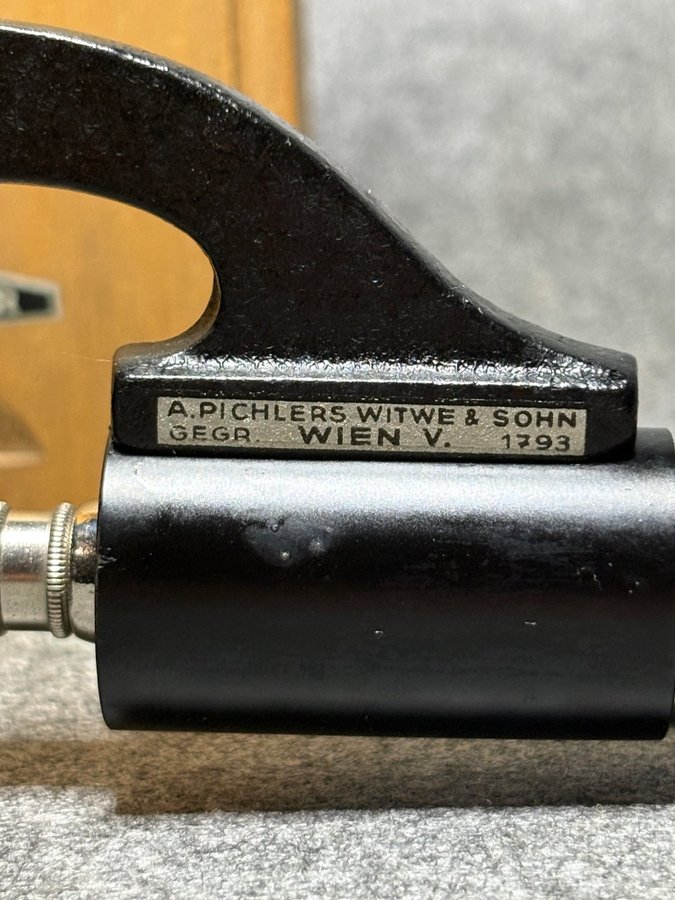 A. PICHLERS WITWE & SOHN
GEGR. WIEN V. 1793